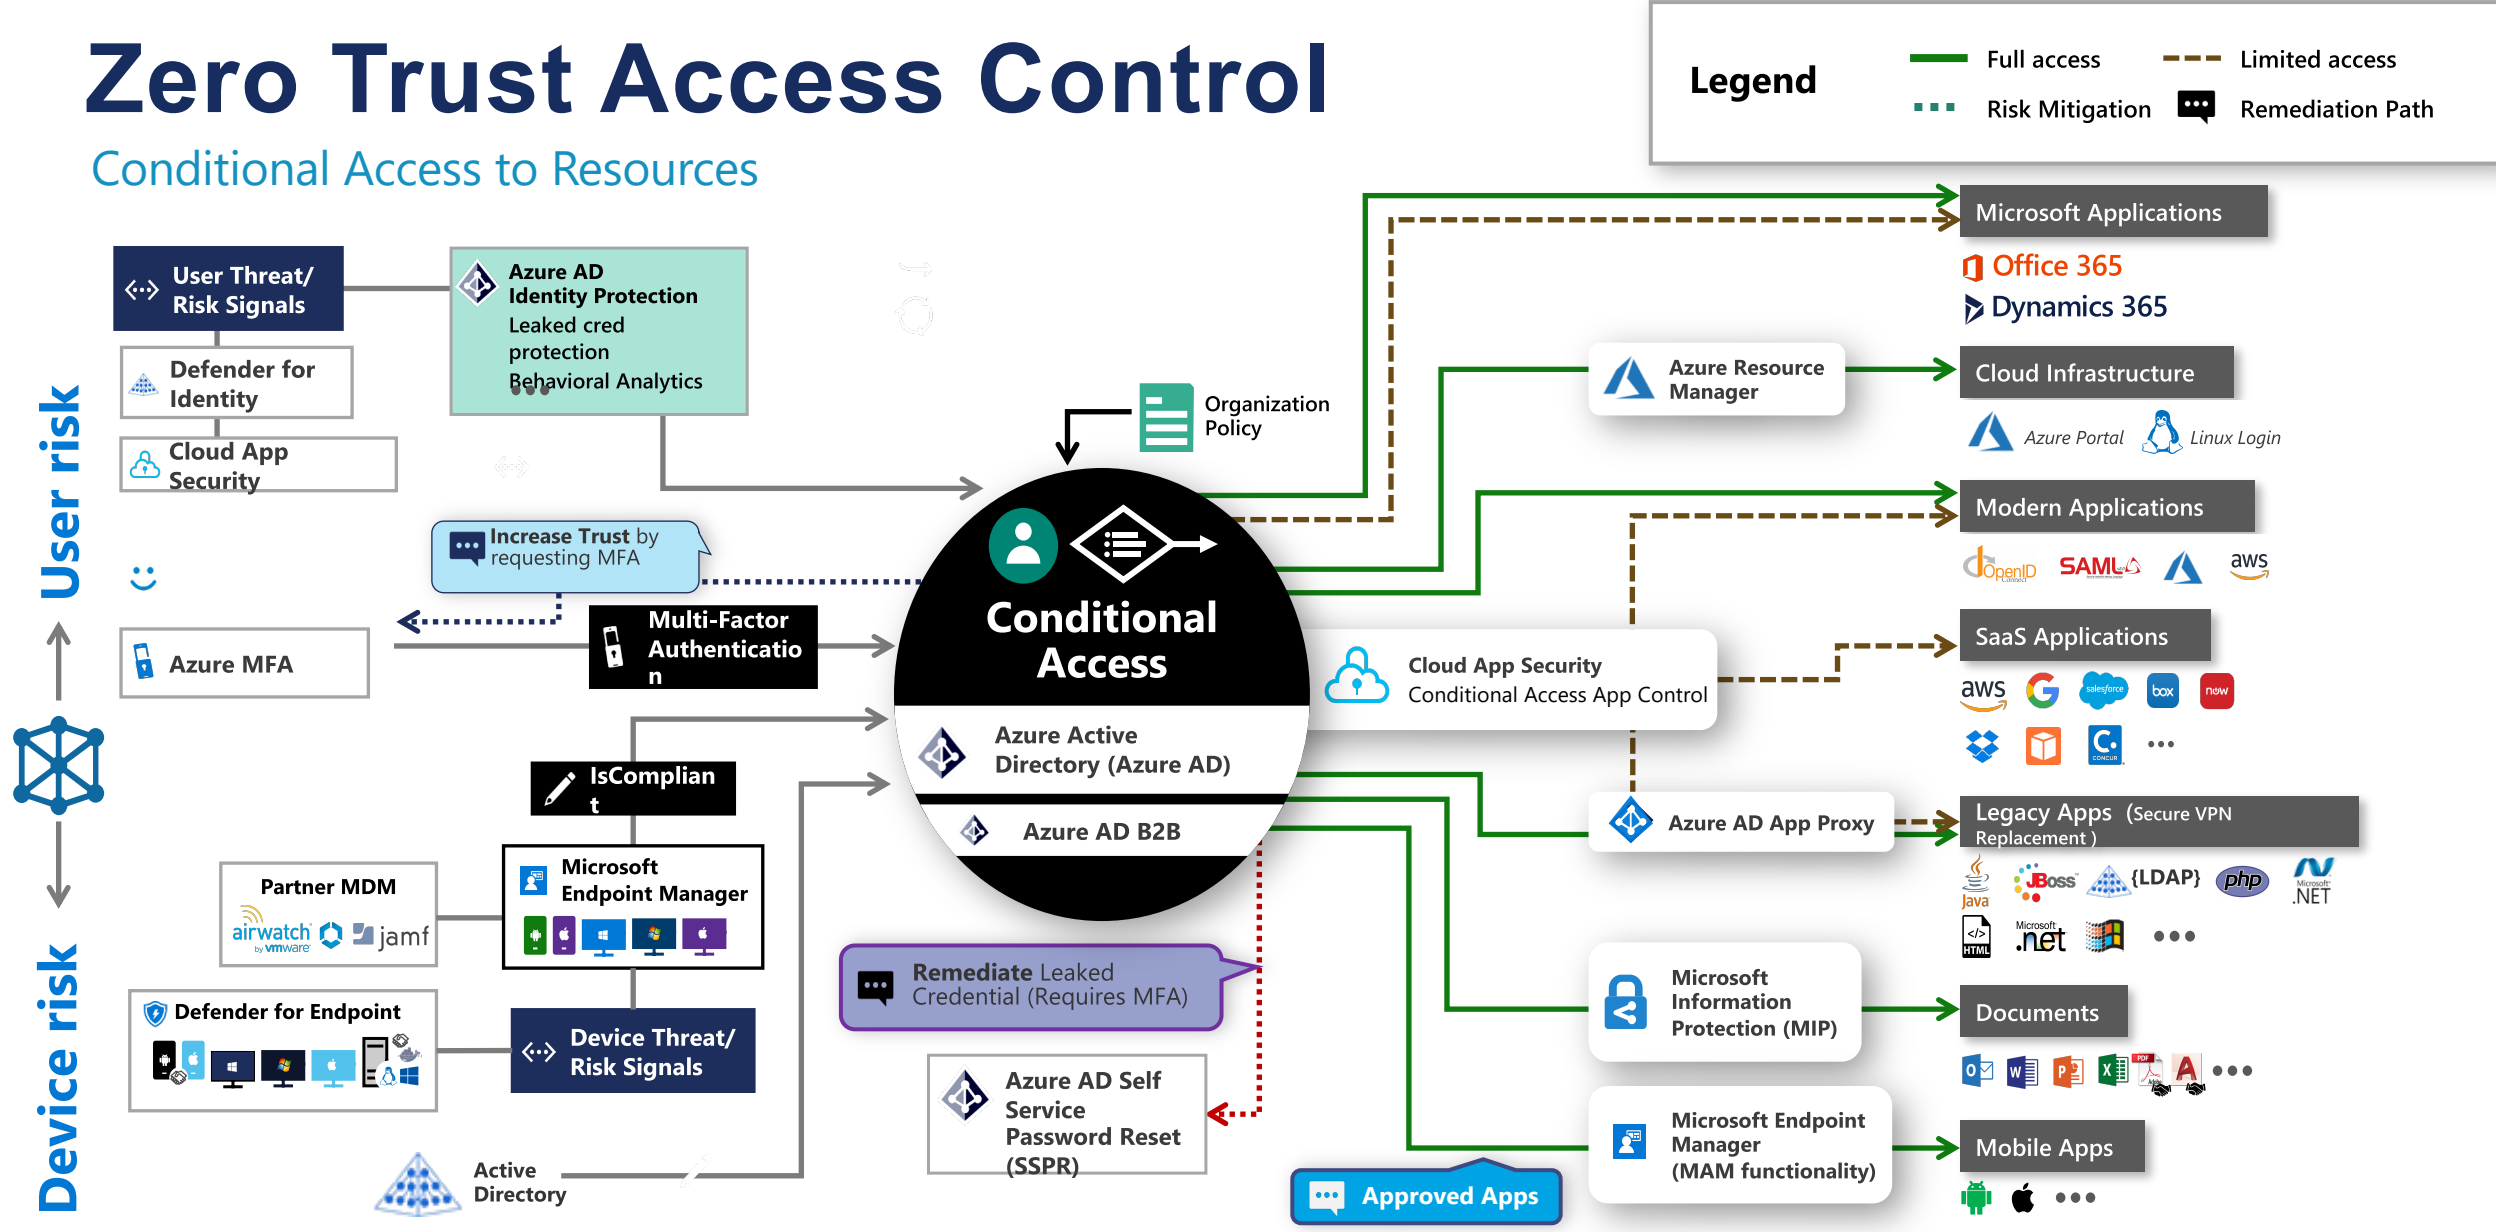 Zero Trust Access Control
Conditional Access to Resources
Legend
Full access
Limited access
Risk Mitigation
Remediation Path
User risk
Device risk
User Threat/
Risk Signals
Defender for
Identity
Cloud App
Security
Azure AD
Identity Protection
Leaked cred
protection
Behavioral Analytics
Organization
Policy
Increase Trust by
requesting MFA
Azure MFA
Multi-Factor
Authenticatio
n
IsComplian
t
Partner MDM
airwatch
by vmware
jamf
Microsoft
Endpoint Manager
Defender for Endpoint
Device Threat/
Risk Signals
Active
Directory
Conditional
Access
Azure Active
Directory (Azure AD)
Azure AD B2B
Remediate Leaked
Credential (Requires MFA)
Azure AD Self
Service
Password Reset
(SSPR)
Approved Apps
Azure Resource
Manager
Cloud App Security
Conditional Access App Control
Azure AD App Proxy
Microsoft
Information
Protection (MIP)
Microsoft Endpoint
Manager
(MAM functionality)
Microsoft Applications
Office 365
Dynamics 365
Cloud Infrastructure
Azure Portal
Linux Login
Modern Applications
OpenID
Connect
SAML
aws
SaaS Applications
aws
salesforce
box
now
C.
CONCUR
Legacy Apps (Secure VPN
Replacement )
Java
JBoss
{LDAP}
php
Microsoft
.NET
</>
HTML
Microsoft
.net
Documents
O
W
P
X
PDF
Adobe
A
Mobile Apps